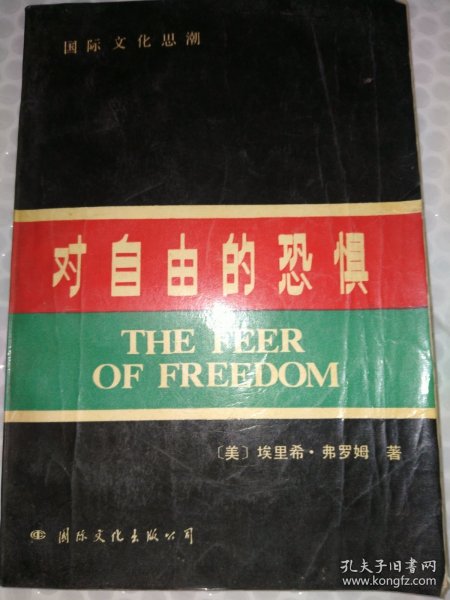 国际文化思潮
对自由的恐惧
THE FEER
OF FREEDOM
〔美〕埃里希·弗罗姆 著
国际文化出版公司
孔夫子旧书网
www.kongfz.com